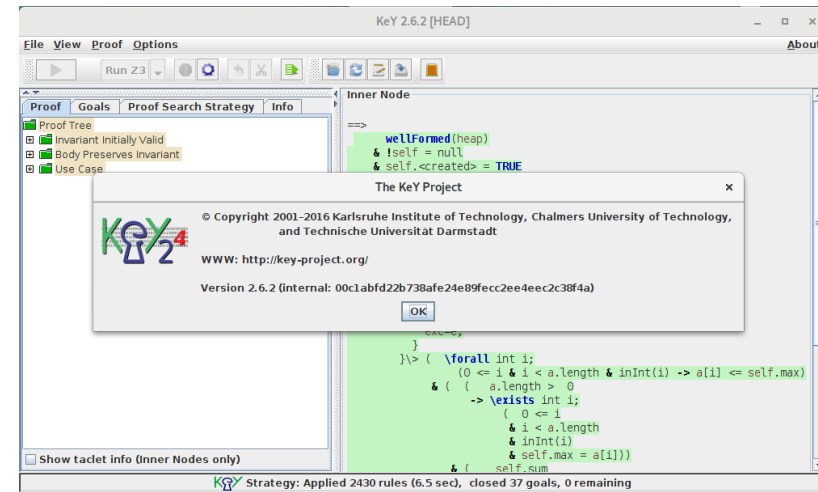 KeY 2.6.2 [HEAD]
File View Proof Options About
Run Z3
Proof Goals Proof Search Strategy Info
Inner Node
Proof Tree
Invariant Initially Valid
Body Preserves Invariant
Use Case
==>
wellFormed(heap)
& !self = null
& self.<created> = TRUE
The KeY Project
KeY 2 4
© Copyright 2001–2016 Karlsruhe Institute of Technology, Chalmers University of Technology,
and Technische Universität Darmstadt
WWW: http://key-project.org/
Version 2.6.2 (internal: 00c1abfd22b738afe24e89fecc2ee4eec2c38f4a)
OK
exc=e;
}
}\> ( \forall int i;
(0 <= i & i < a.length & inInt(i) -> a[i] <= self.max)
& ( ( a.length > 0
-> \exists int i;
( 0 <= i
& i < a.length
& inInt(i)
& self.max = a[i]))
& ( self.sum
Show taclet info (Inner Nodes only)
KeY Strategy: Applied 2430 rules (6.5 sec), closed 37 goals, 0 remaining